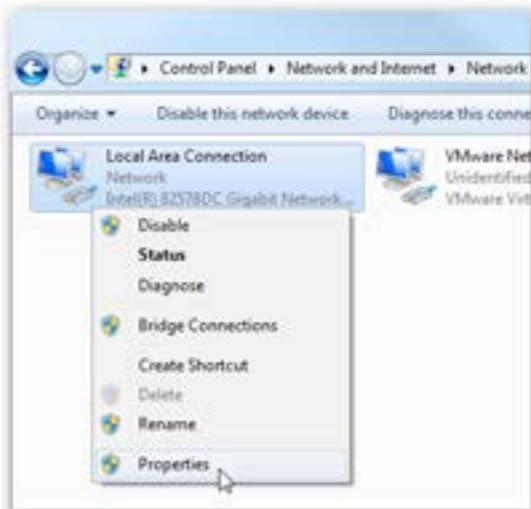 Control Panel ▸ Network and Internet ▸ Network
Organize Disable this network device Diagnose this conne
Local Area Connection
Network
Intel(R) 82578DC Gigabit Network...
VMware Net
Unidentified
VMware Virt
Disable
Status
Diagnose
Bridge Connections
Create Shortcut
Delete
Rename
Properties